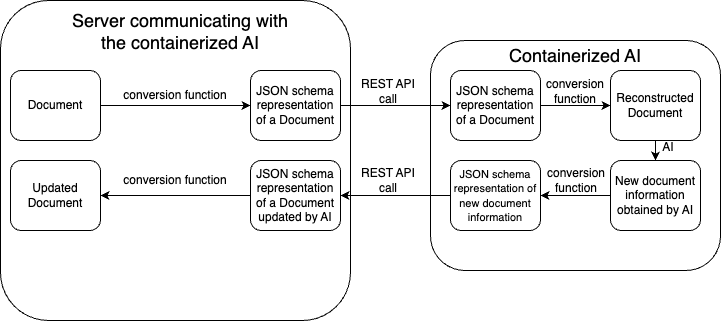 Server communicating with
the containerized AI
Containerized AI
Document
conversion function
JSON schema
representation
of a Document
REST API
call
JSON schema
representation
of a Document
conversion
function
Reconstructed
Document
AI
Updated
Document
conversion function
JSON schema
representation
of a Document
updated by AI
REST API
call
JSON schema
representation of
new document
information
conversion
function
New document
information
obtained by AI